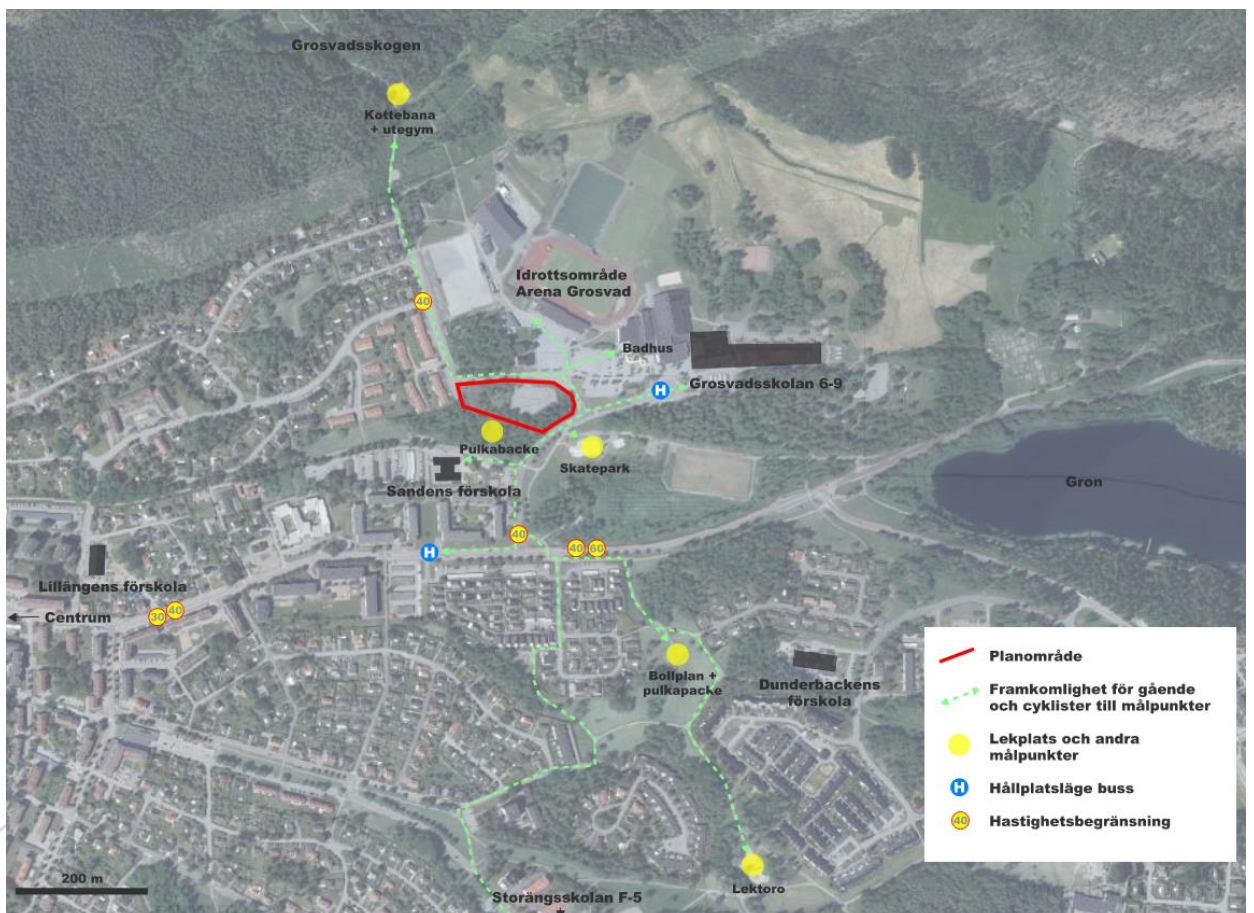 Grosvadsskogen
Kottebana
+ utegym
Idrottsområde
Arena Grosvad
40
Badhus
Grosvadsskolan 6-9
H
Pulkabacke
Skatepark
Sandens förskola
Gron
40
40
60
H
Lillängens förskola
Centrum
30
40
Bollplan +
pulkapacke
Dunderbackens
förskola
Lektoro
Storängsskolan F-5
200 m
Planområde
Framkomlighet för gående
och cyklister till målpunkter
Lekplats och andra
målpunkter
H
Hållplatsläge buss
40
Hastighetsbegränsning